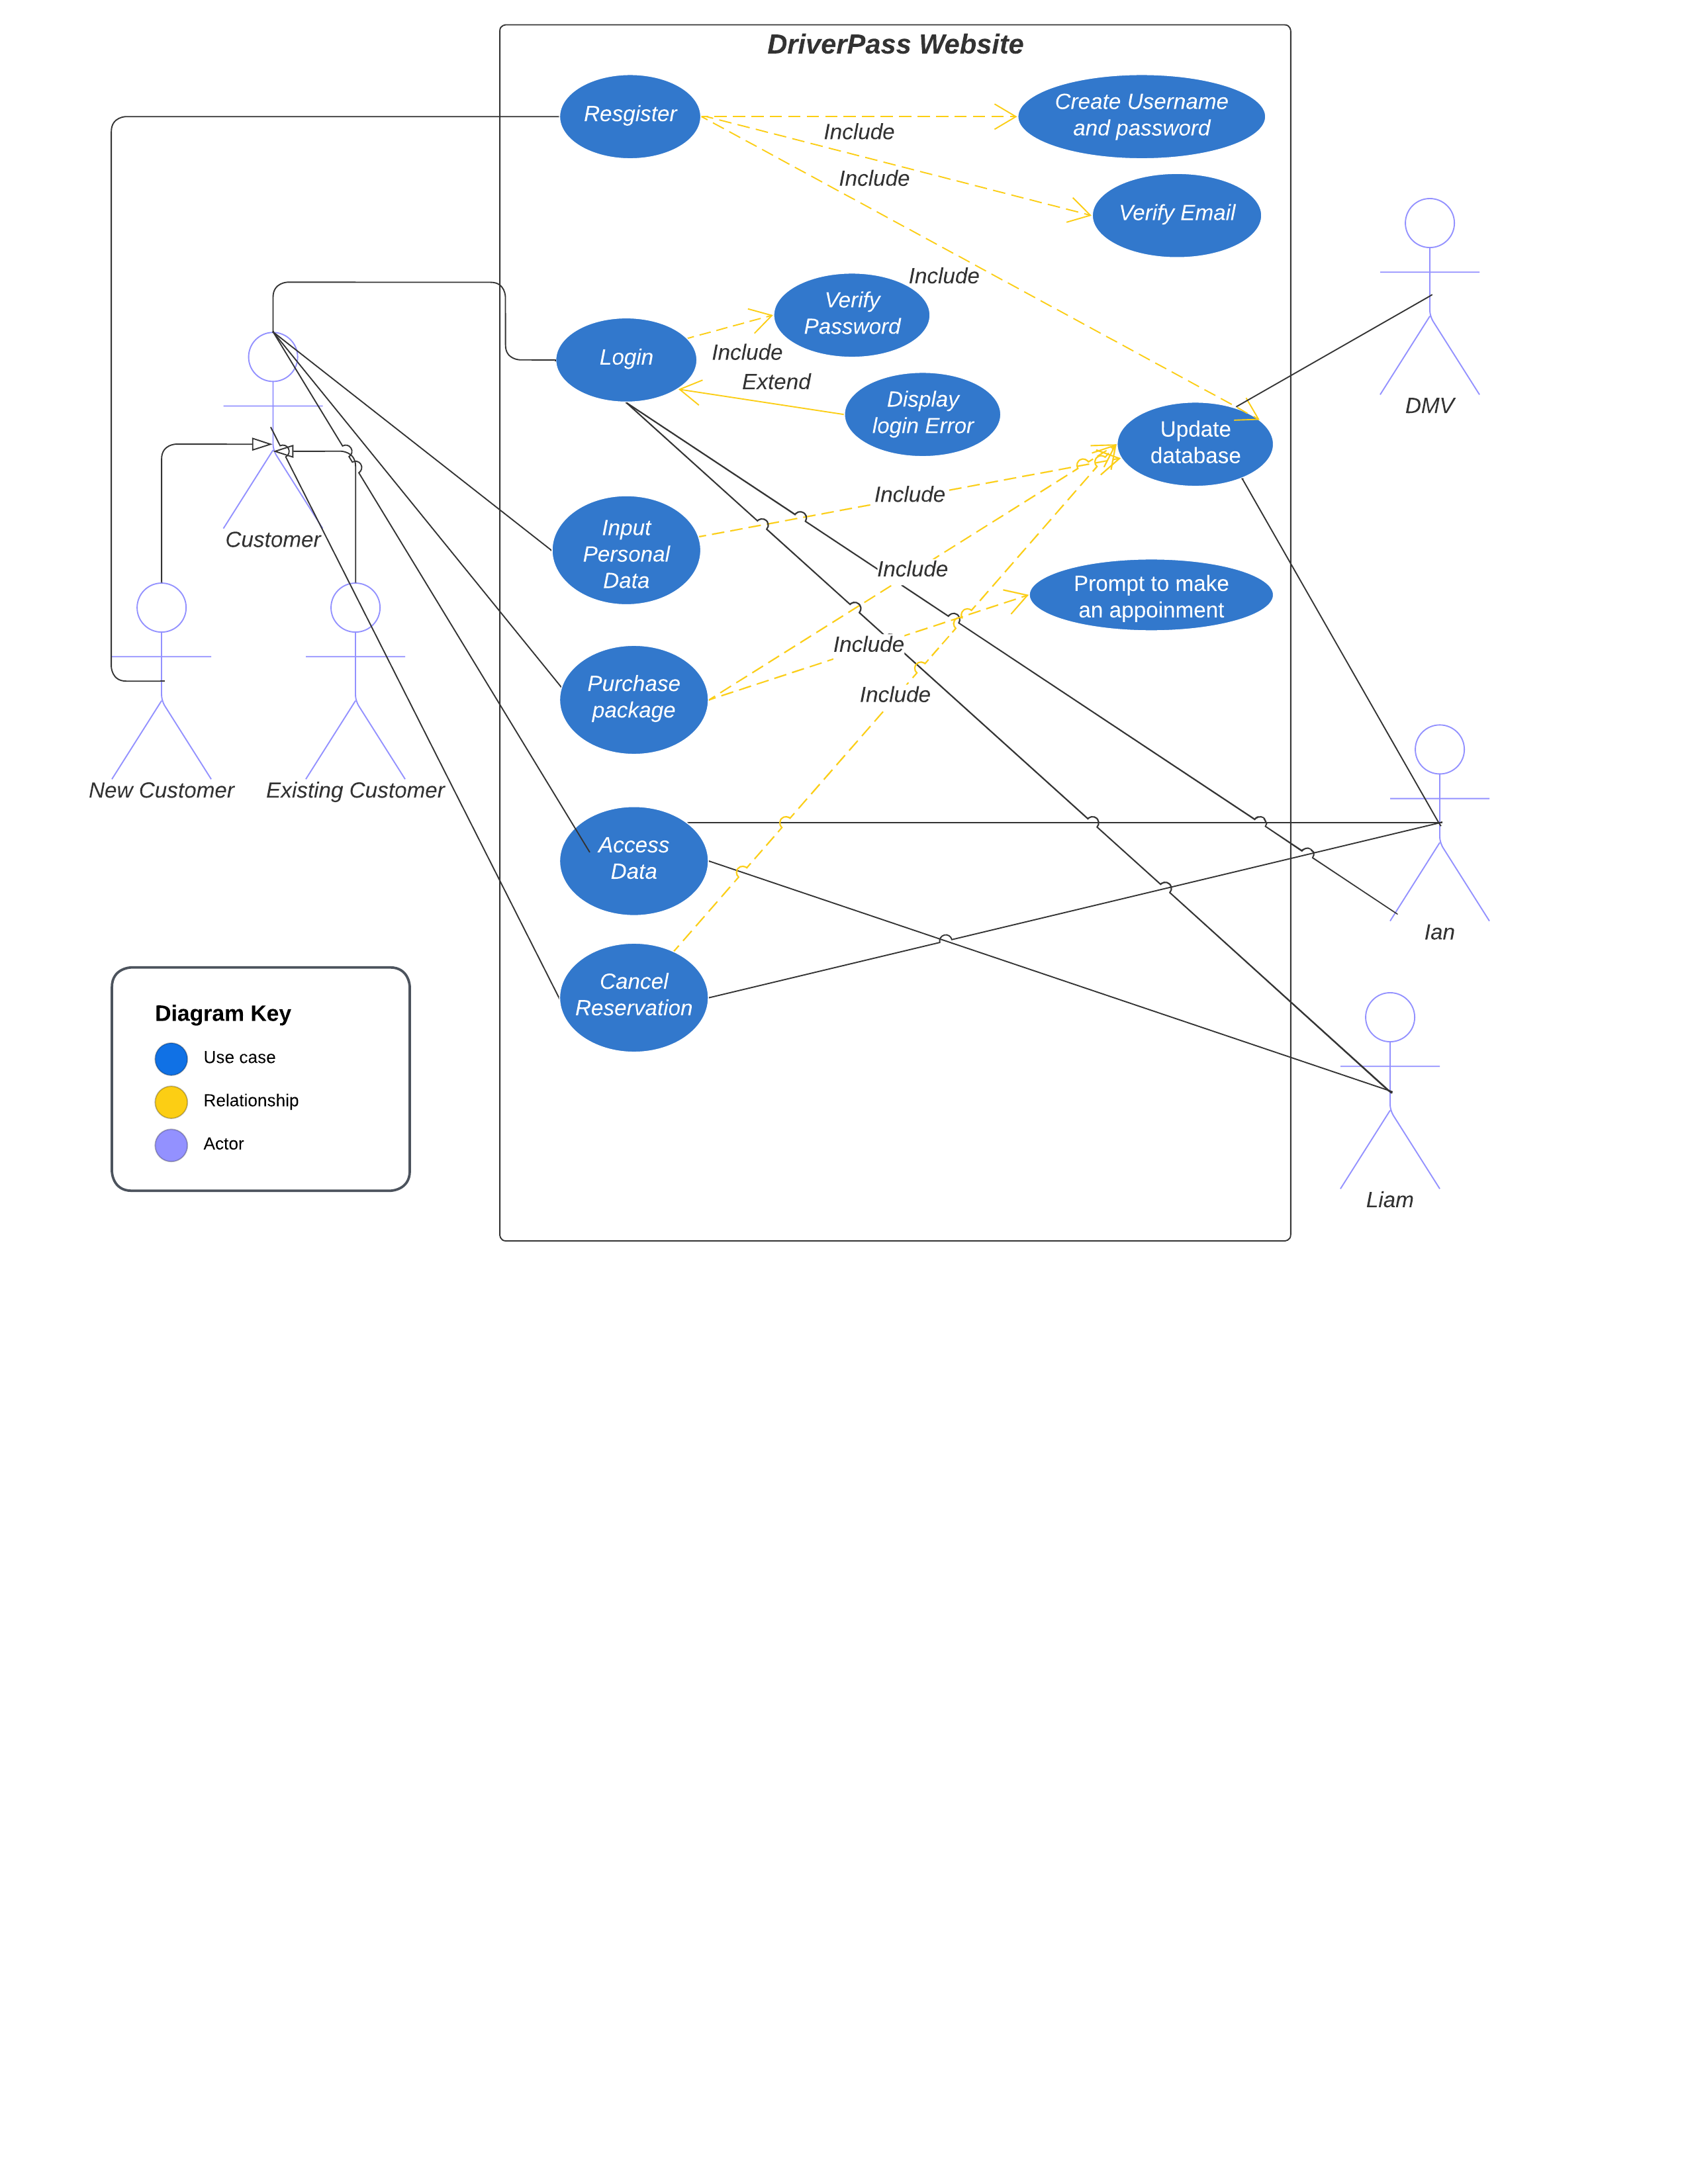 DriverPass Website
Resgister
Create Username
and password
Include
Include
Verify Email
Include
Verify
Password
Login
Include
Extend
Display
login Error
DMV
Update
database
Include
Customer
Input
Personal
Data
Include
Prompt to make
an appoinment
Include
Purchase
package
Include
New Customer
Existing Customer
Access
Data
Ian
Cancel
Reservation
Diagram Key
Use case
Relationship
Actor
Liam